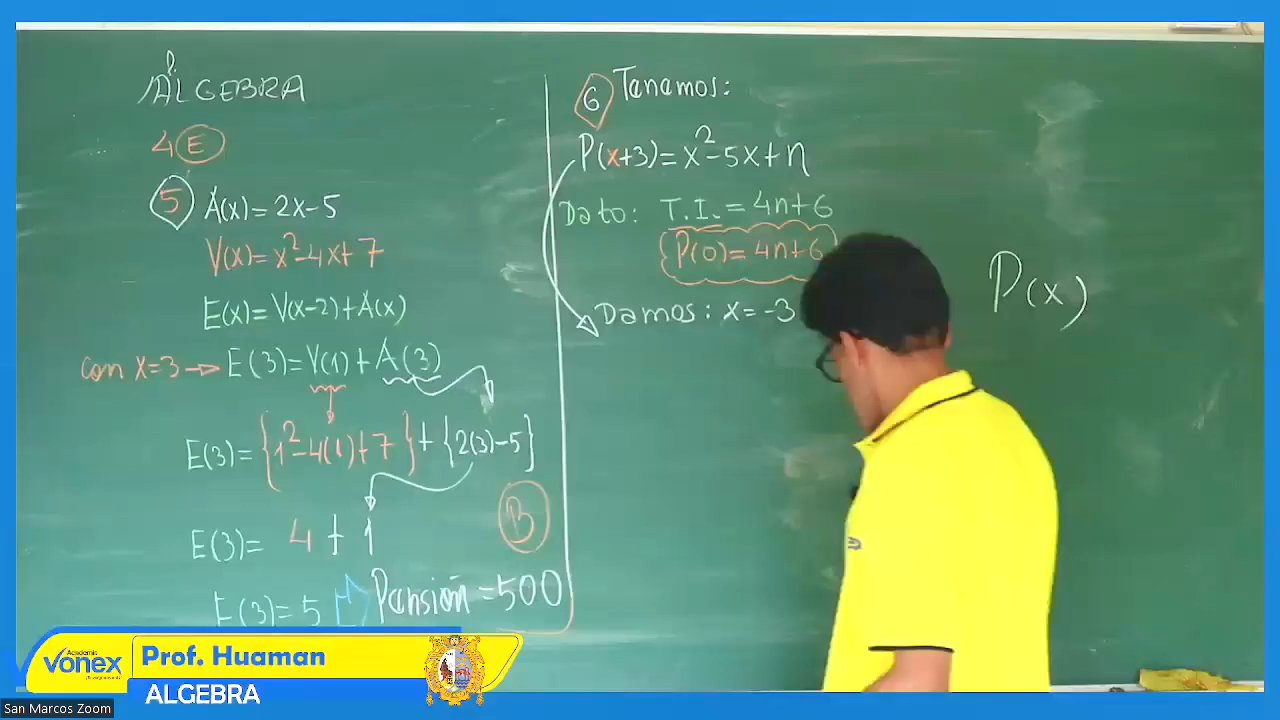 ÁLGEBRA
4 E
5 A(x)=2x-5
V(x)=x²-4x+7
E(x)=V(x-2)+A(x)
con x=3→ E(3)=V(1)+A(3)
E(3)={1²-4(1)+7}+{2(3)-5}
E(3)= 4+1
B
E(3)=5 Pensión=500
6 Tenemos:
P(x+3)=x²-5x+n
Dato: T.I.=4n+6
P(0)=4n+6
Damos: x=-3
P(x)
Academia
vonex
Prof. Huaman
ALGEBRA
San Marcos Zoom